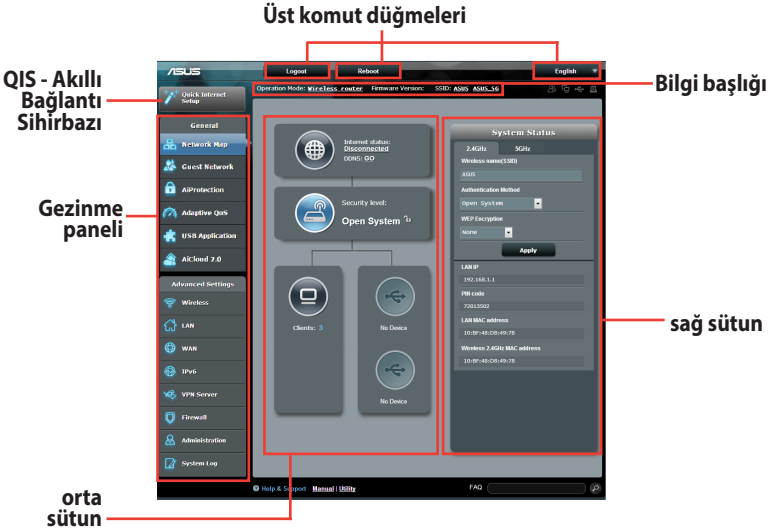 Üst komut düğmeleri
QIS - Akıllı
Bağlantı
Sihirbazı
Gezinme
paneli
orta
sütun
Bilgi başlığı
sağ sütun
ASUS
Logout
Reboot
English
Quick Internet
Setup
Operation Mode: Wireless router Firmware Version: SSID: ASUS ASUS_5G
General
Network Map
Guest Network
AiProtection
Adaptive QoS
USB Application
AiCloud 2.0
Advanced Settings
Wireless
LAN
WAN
IPv6
VPN Server
Firewall
Administration
System Log
Internet status:
Disconnected
DDNS: GO
Security level:
Open System
Clients: 3
No Device
No Device
System Status
2.4GHz
5GHz
Wireless name(SSID)
ASUS
Authentication Method
Open System
WEP Encryption
None
Apply
LAN IP
192.168.1.1
PIN code
72013502
LAN MAC address
10:BF:48:D8:49:78
Wireless 2.4GHz MAC address
10:BF:48:D8:49:78
Help & Support Manual | Utility
FAQ